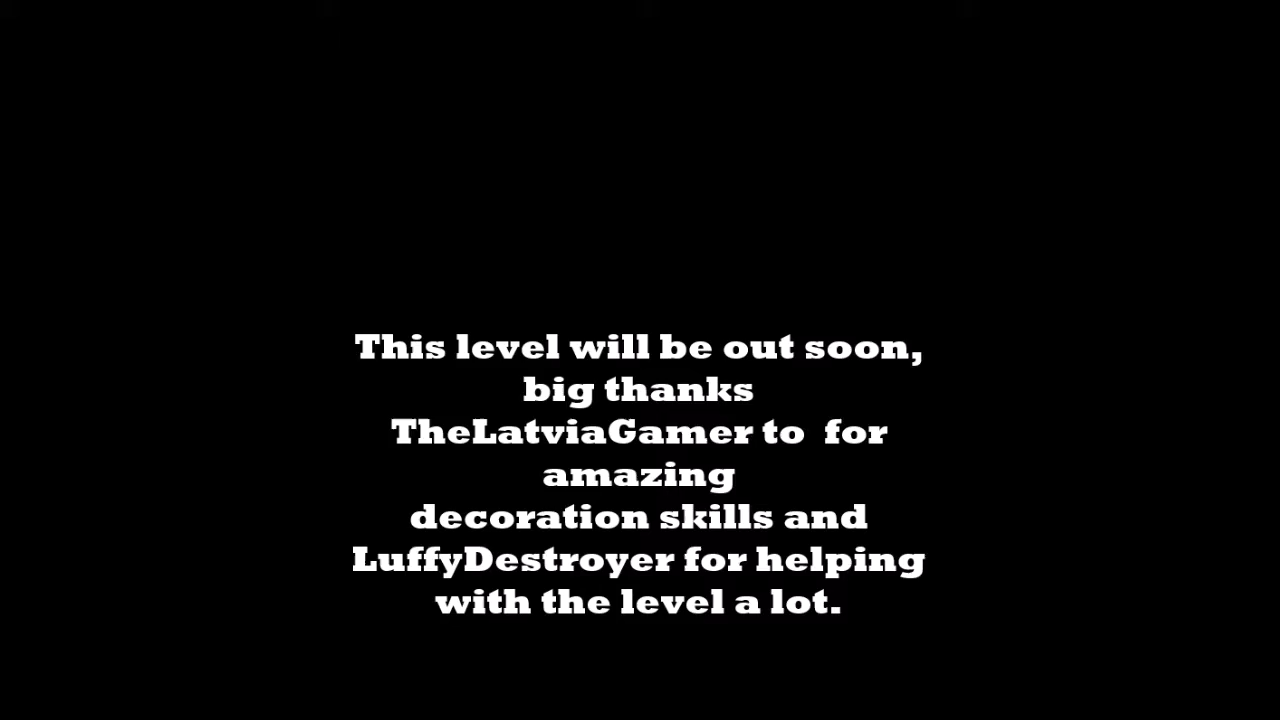 This level will be out soon,
big thanks
TheLatviaGamer to  for
amazing
decoration skills and
LuffyDestroyer for helping
with the level a lot.